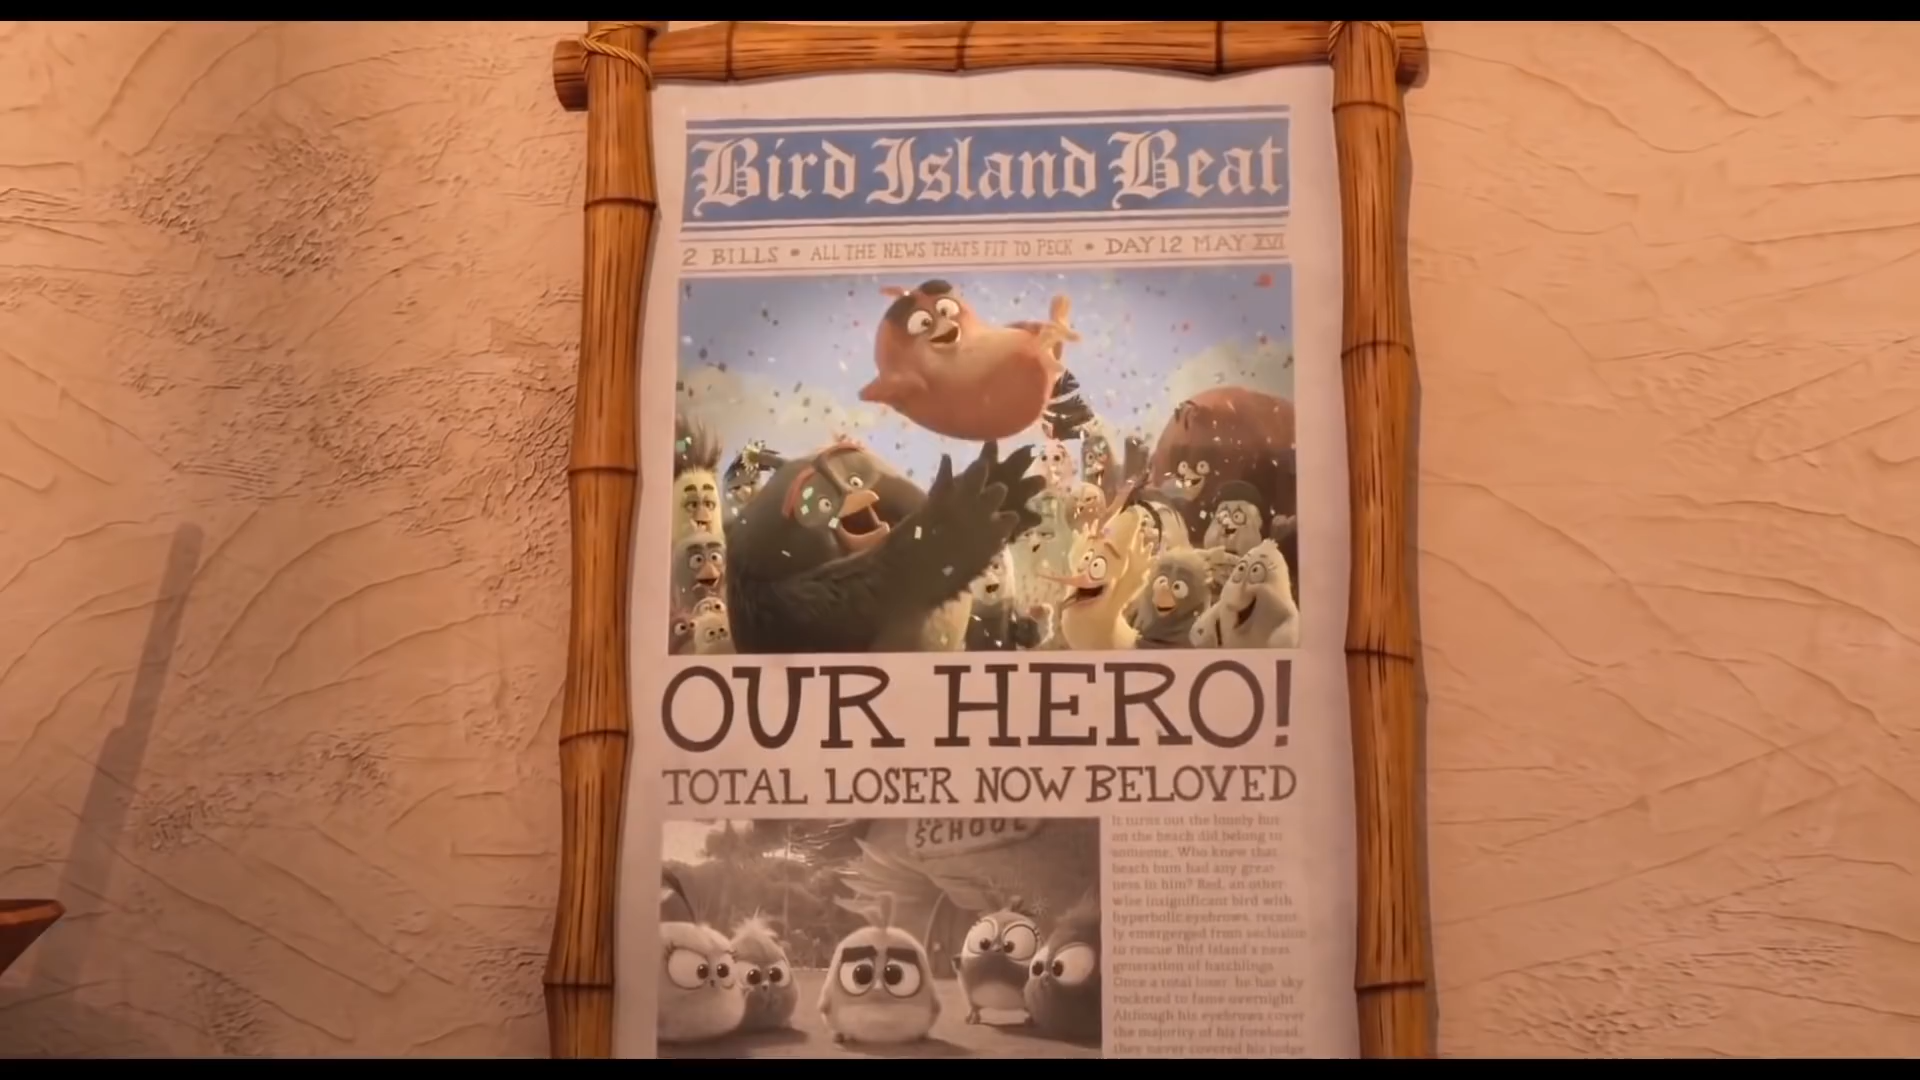 Bird Island Beat
2 BILLS • ALL THE NEWS THAT'S FIT TO PECK • DAY 12 MAY XVI
OUR HERO!
TOTAL LOSER NOW BELOVED
SCHOOL
It turns out the lonely hut
on the beach did belong to
someone. Who knew that
beach bum had any great-
ness in him? Red, an other-
wise insignificant bird with
hyperbolic eyebrows, recent-
ly emergerged from seclusion
to rescue Bird Island's next
generation of hatchlings.
Once a total loser, he has sky
rocketed to fame overnight.
Although his eyebrows cover
the majority of his forehead,
they never covered his judge